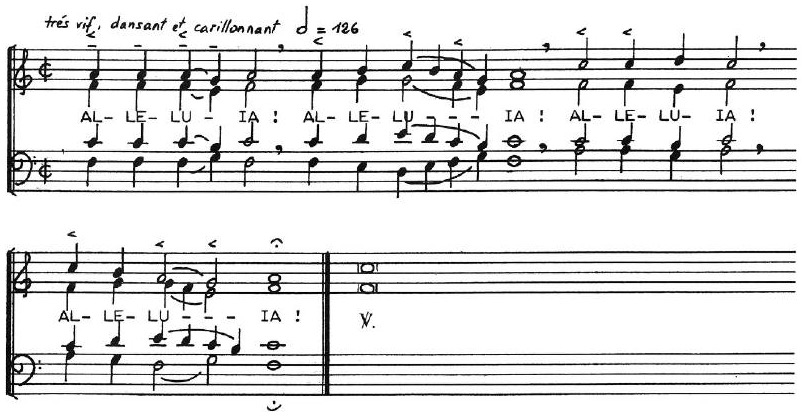 trés vif, dansant et carillonnant 𝅗𝅥 = 126
AL- LE- LU - IA ! AL- LE- LU - - - IA ! AL- LE- LU- IA !
AL- LE- LU - - - IA ! ℣.